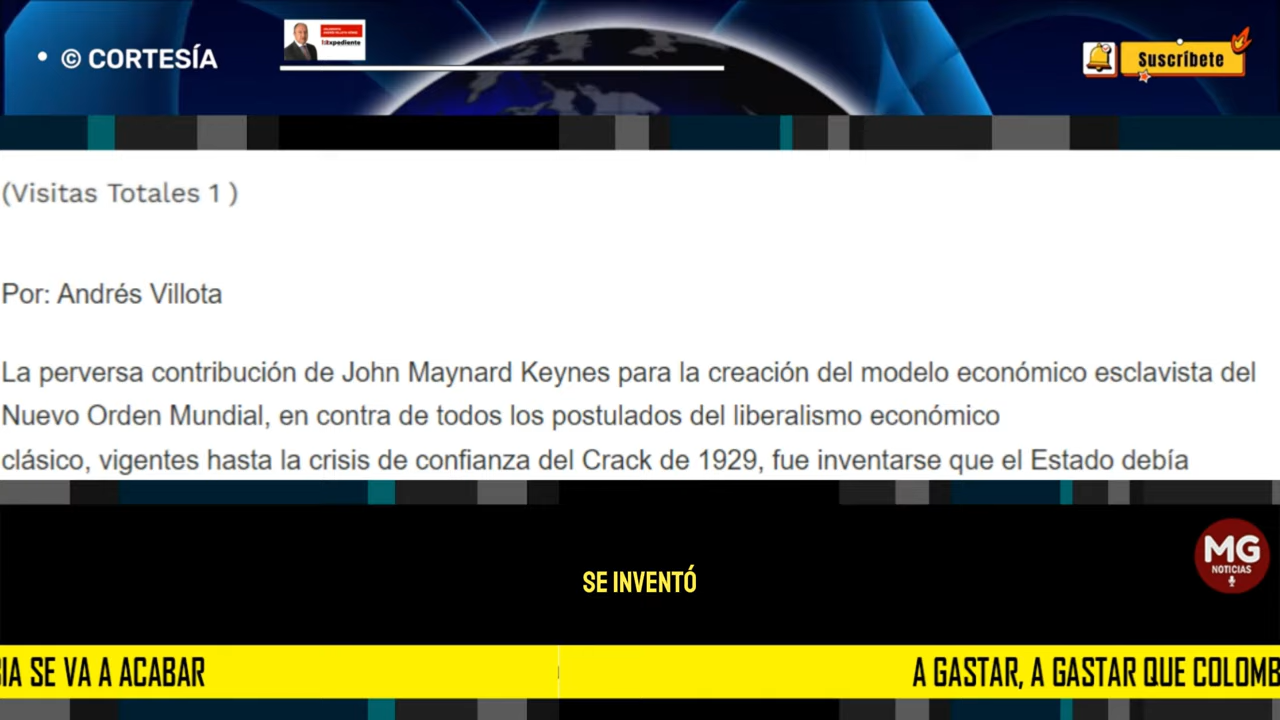 • © CORTESÍA
Expediente
Suscríbete
(Visitas Totales 1 )
Por: Andrés Villota
La perversa contribución de John Maynard Keynes para la creación del modelo económico esclavista del
Nuevo Orden Mundial, en contra de todos los postulados del liberalismo económico
clásico, vigentes hasta la crisis de confianza del Crack de 1929, fue inventarse que el Estado debía
MG
NOTICIAS
SE INVENTÓ
IA SE VA A ACABAR
A GASTAR, A GASTAR QUE COLOMB